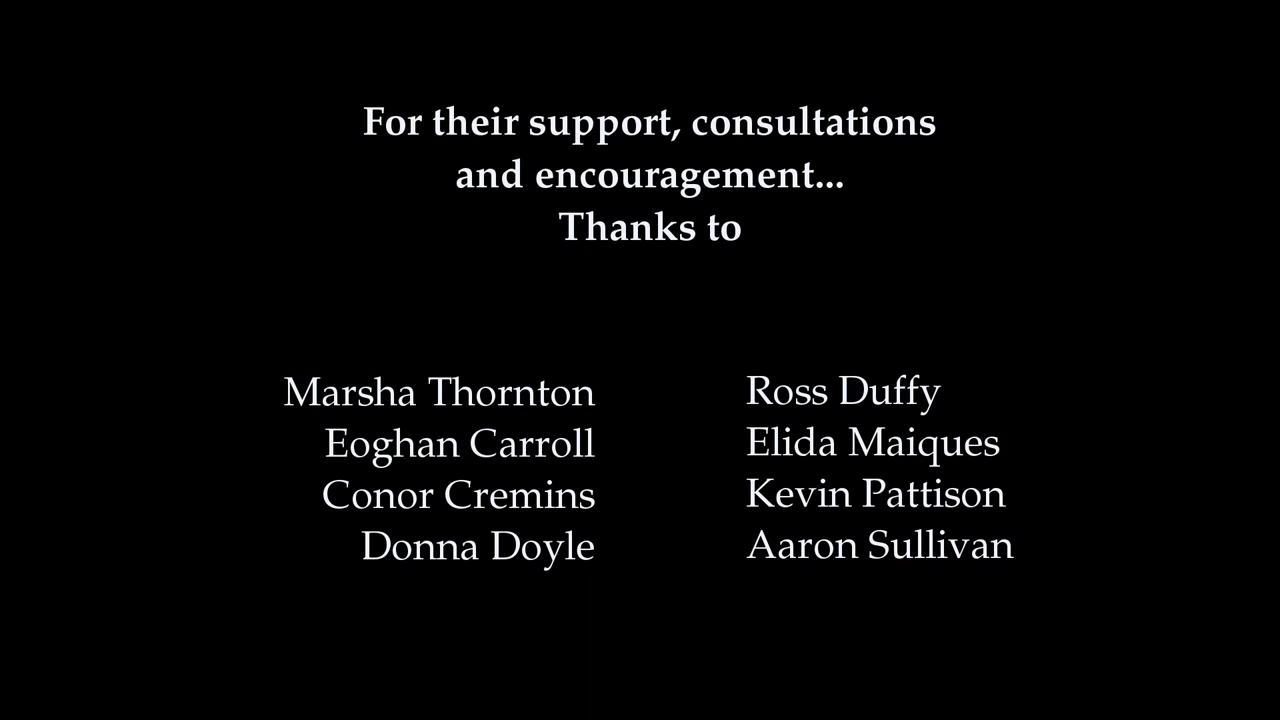 For their support, consultations
and encouragement...
Thanks to
Marsha Thornton
Eoghan Carroll
Conor Cremins
Donna Doyle
Ross Duffy
Elida Maiques
Kevin Pattison
Aaron Sullivan